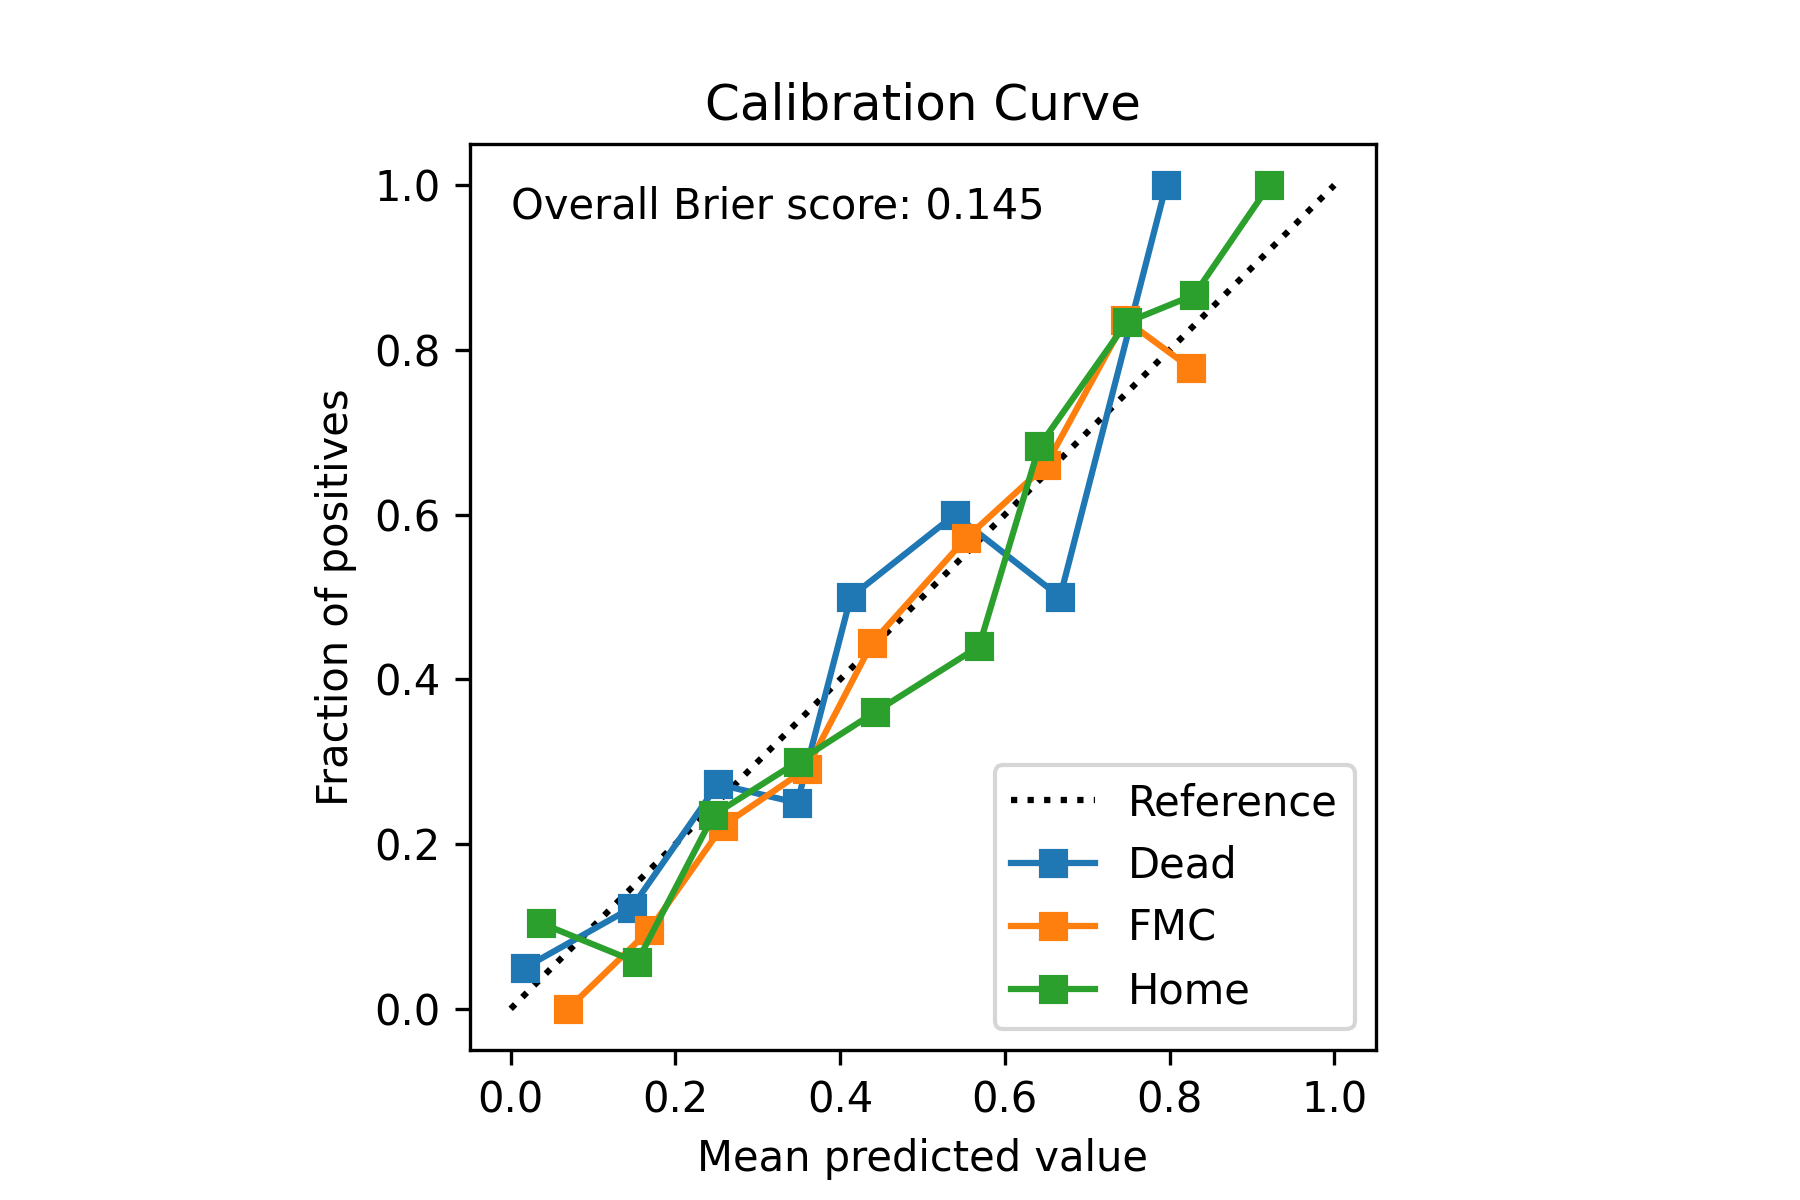 Calibration Curve
Overall Brier score: 0.145
Fraction of positives
1.0
0.8
0.6
0.4
0.2
0.0
Reference
Dead
FMC
Home
0.0 0.2 0.4 0.6 0.8 1.0
Mean predicted value